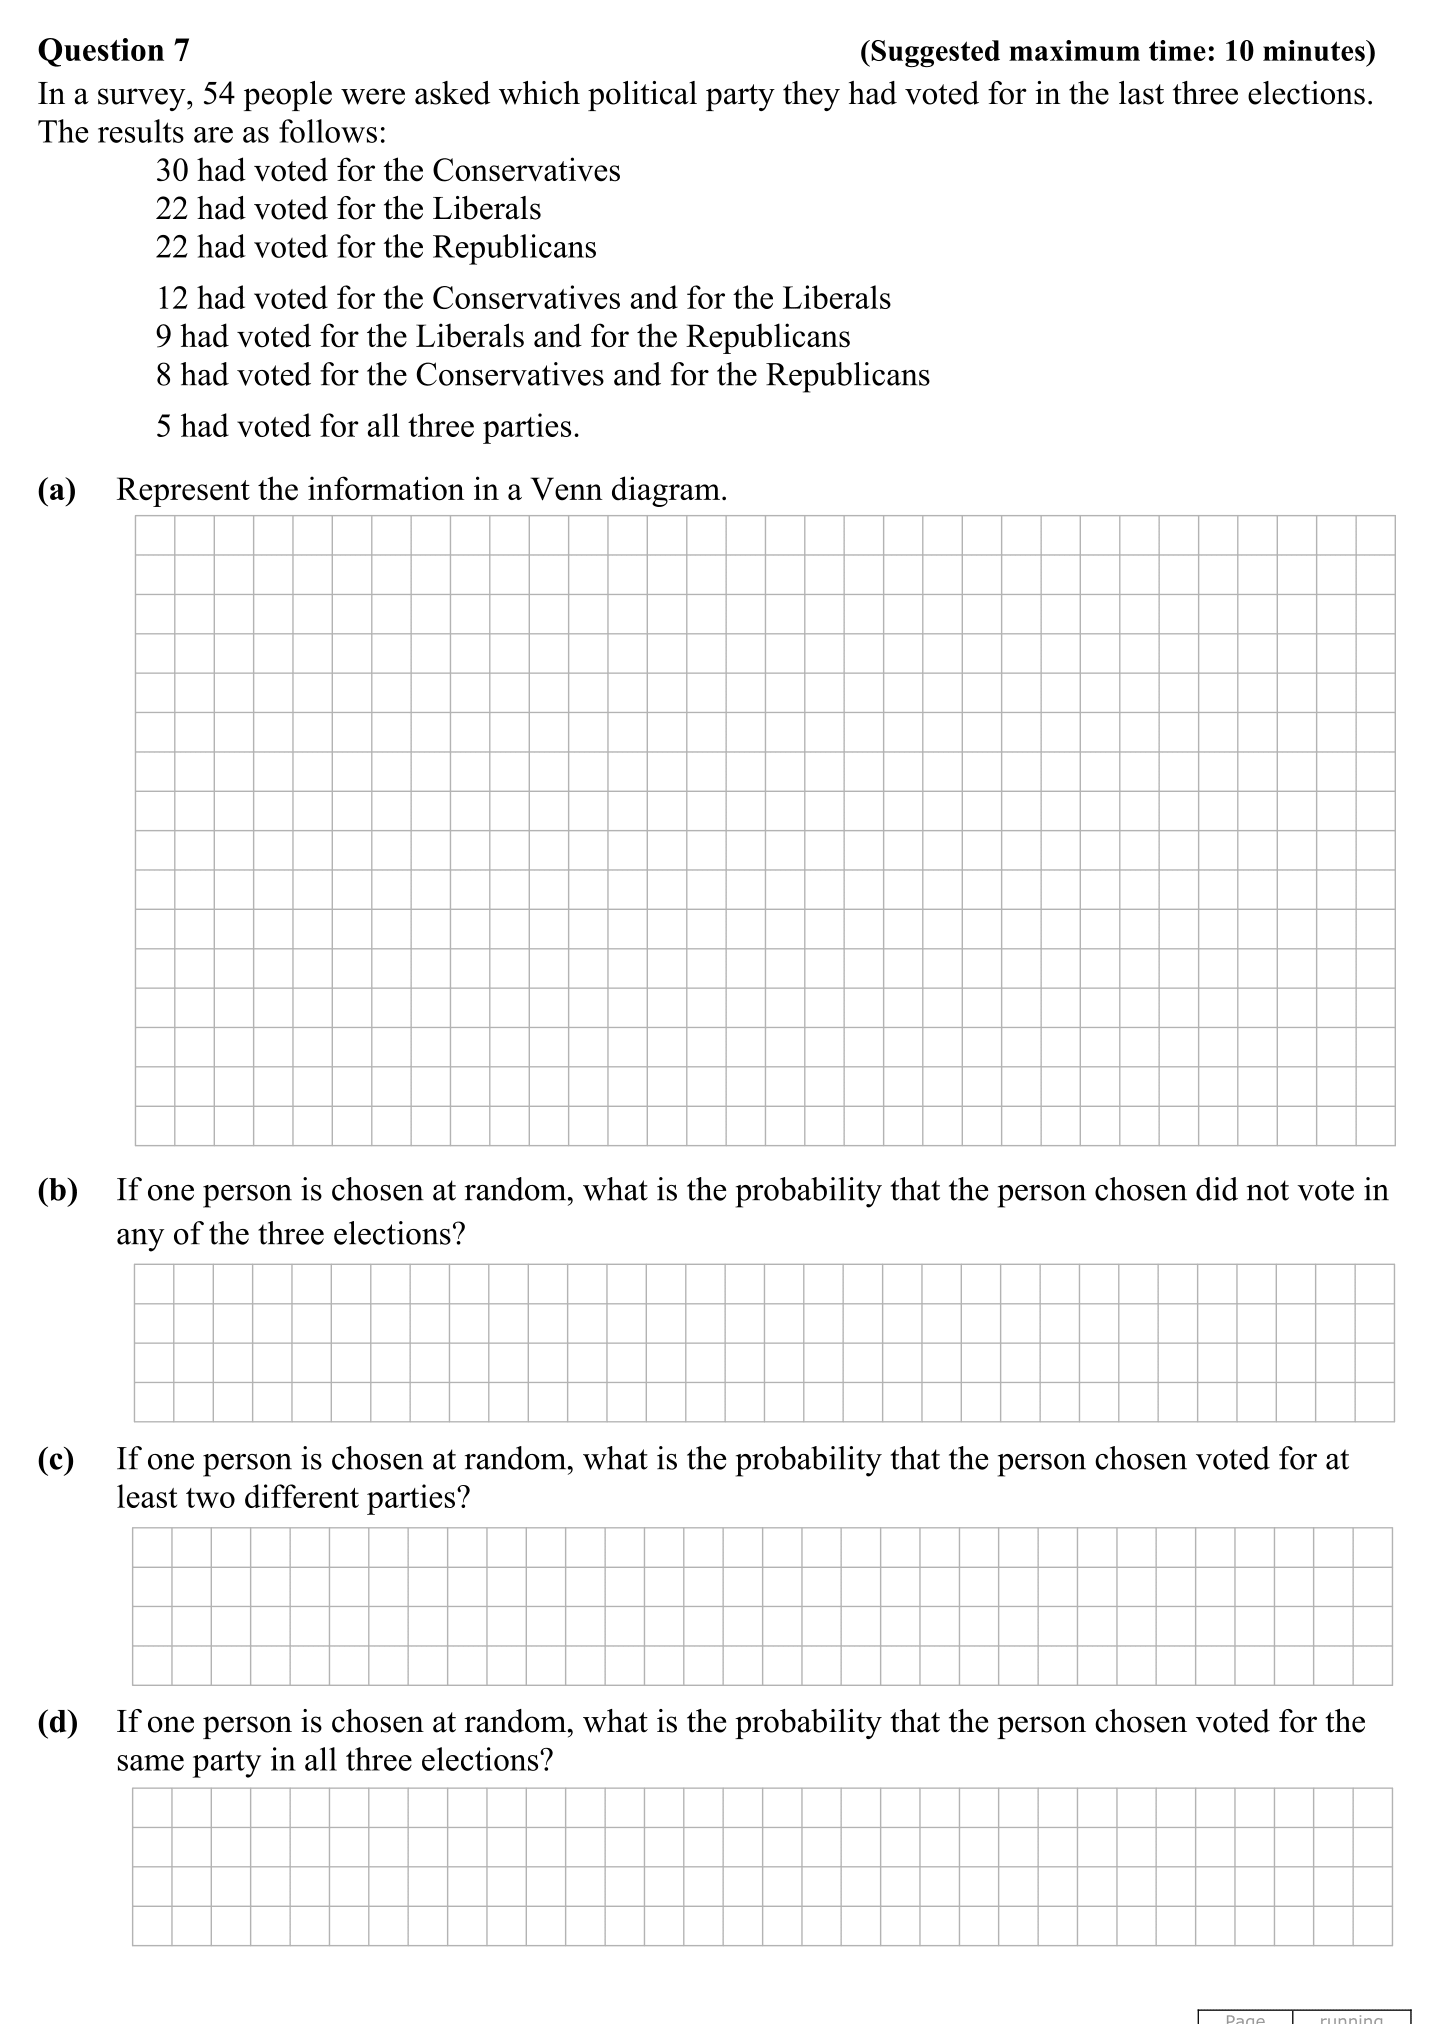 Question 7 (Suggested maximum time: 10 minutes)
In a survey, 54 people were asked which political party they had voted for in the last three elections.
The results are as follows:
30 had voted for the Conservatives
22 had voted for the Liberals
22 had voted for the Republicans
12 had voted for the Conservatives and for the Liberals
9 had voted for the Liberals and for the Republicans
8 had voted for the Conservatives and for the Republicans
5 had voted for all three parties.
(a) Represent the information in a Venn diagram.
(b) If one person is chosen at random, what is the probability that the person chosen did not vote in
any of the three elections?
(c) If one person is chosen at random, what is the probability that the person chosen voted for at
least two different parties?
(d) If one person is chosen at random, what is the probability that the person chosen voted for the
same party in all three elections?
Page running